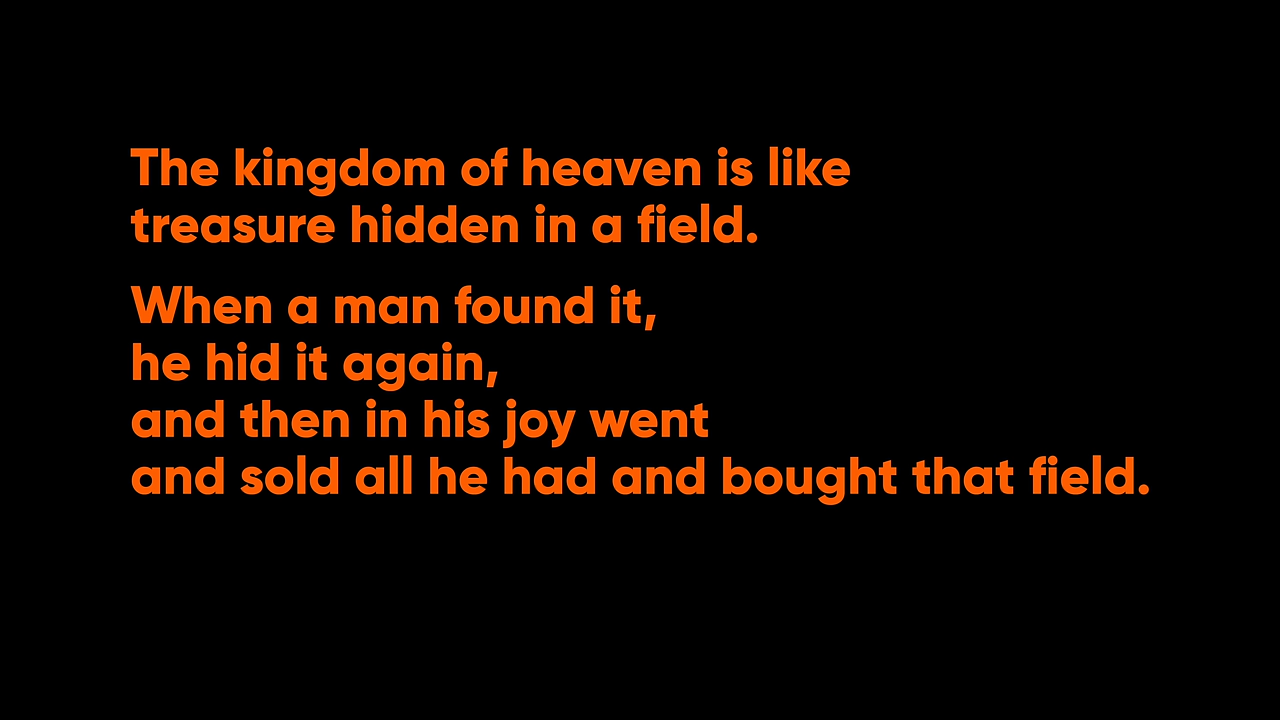 The kingdom of heaven is like
treasure hidden in a field.
When a man found it,
he hid it again,
and then in his joy went
and sold all he had and bought that field.